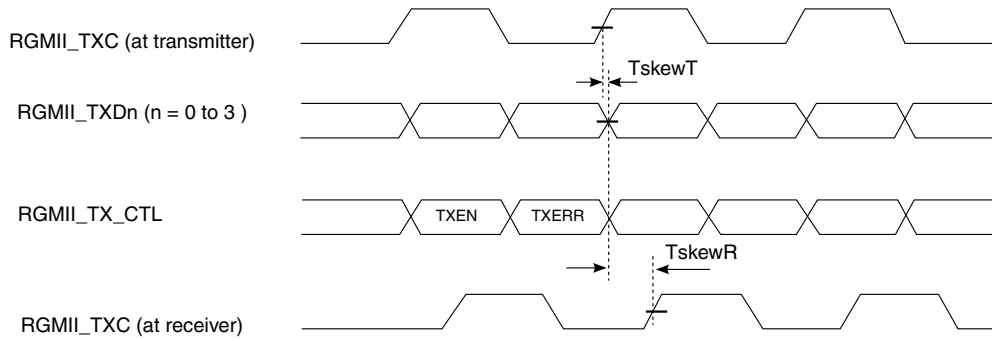 RGMII_TXC (at transmitter)
TskewT
RGMII_TXDn (n = 0 to 3 )
RGMII_TX_CTL
TXEN
TXERR
TskewR
RGMII_TXC (at receiver)